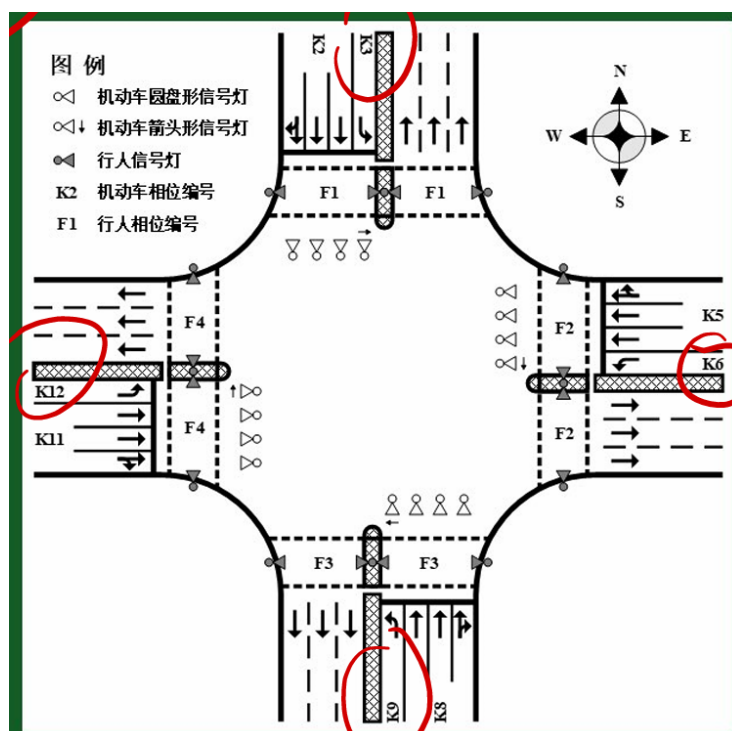 图 例
机动车圆盘形信号灯
机动车箭头形信号灯
行人信号灯
K2 机动车相位编号
F1 行人相位编号
K2
K3
N
W
E
S
F1
F1
F4
F2
K5
K6
K12
K11
F4
F2
F3
F3
K9
K8